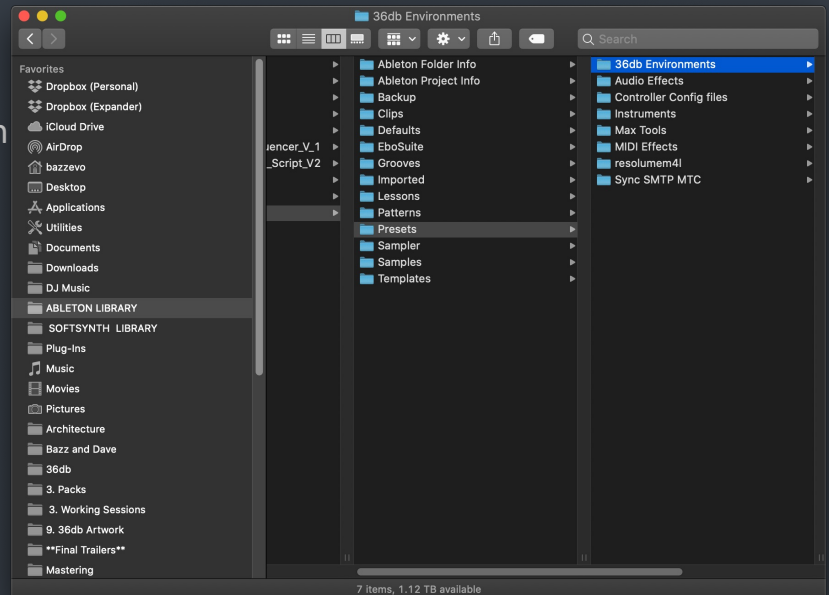 36db Environments
Search
Favorites
Dropbox (Personal)
Dropbox (Expander)
iCloud Drive
AirDrop
bazzevo
Desktop
Applications
Utilities
Documents
Downloads
DJ Music
ABLETON LIBRARY
SOFTSYNTH LIBRARY
Plug-Ins
Music
Movies
Pictures
Architecture
Bazz and Dave
36db
3. Packs
3. Working Sessions
9. 36db Artwork
**Final Trailers**
Mastering
uencer_V_1
_Script_V2
Ableton Folder Info
Ableton Project Info
Backup
Clips
Defaults
EboSuite
Grooves
Imported
Lessons
Patterns
Presets
Sampler
Samples
Templates
36db Environments
Audio Effects
Controller Config files
Instruments
Max Tools
MIDI Effects
resolumem4l
Sync SMTP MTC
7 items, 1.12 TB available